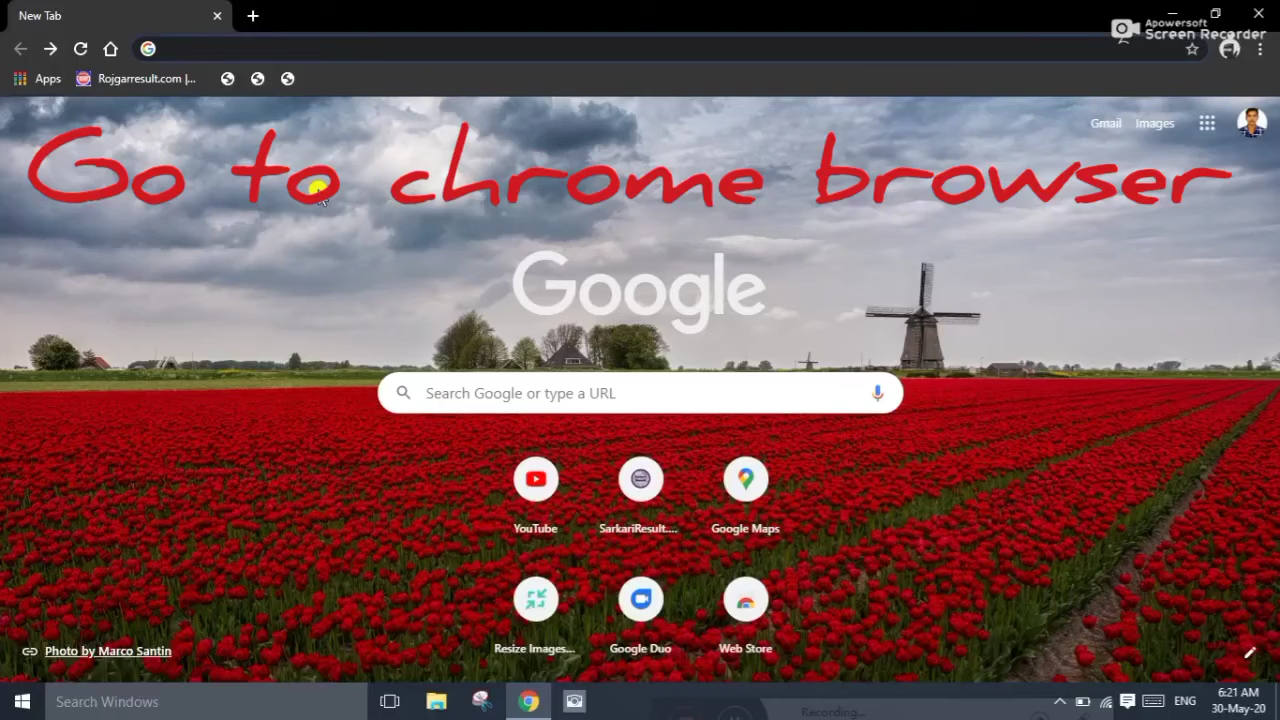 New Tab
Apowersoft
Screen Recorder
Apps Rojgarresult.com |...
Gmail Images
Go to chrome browser
Google
Search Google or type a URL
YouTube SarkariResult.... Google Maps
Resize Images... Google Duo Web Store
Photo by Marco Santin
Search Windows
Recording...
ENG
6:21 AM
30-May-20